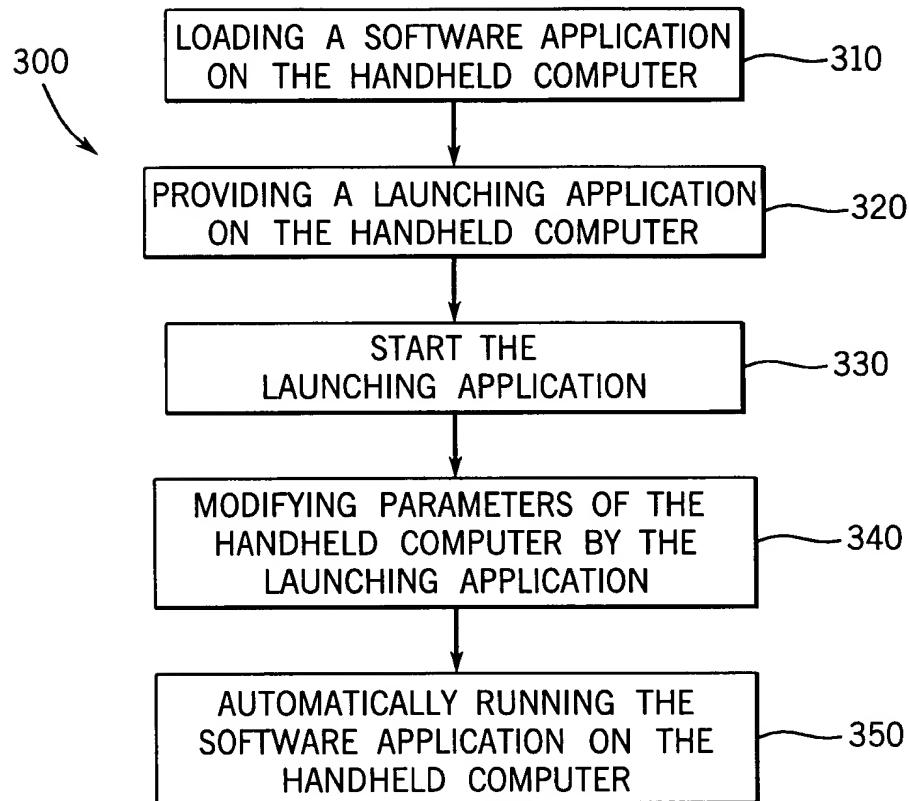 300
LOADING A SOFTWARE APPLICATION
ON THE HANDHELD COMPUTER
310
PROVIDING A LAUNCHING APPLICATION
ON THE HANDHELD COMPUTER
320
START THE
LAUNCHING APPLICATION
330
MODIFYING PARAMETERS OF THE
HANDHELD COMPUTER BY THE
LAUNCHING APPLICATION
340
AUTOMATICALLY RUNNING THE
SOFTWARE APPLICATION ON THE
HANDHELD COMPUTER
350